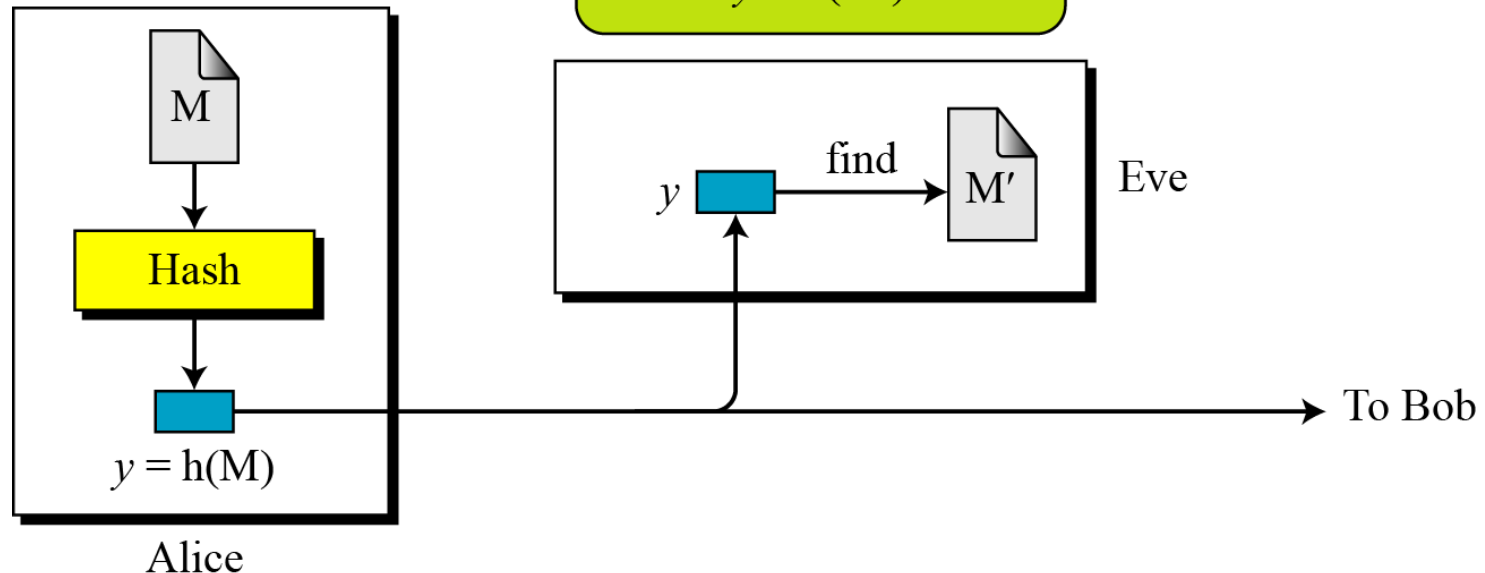 M
Hash
y = h(M)
Alice
y
find
M′
Eve
To Bob